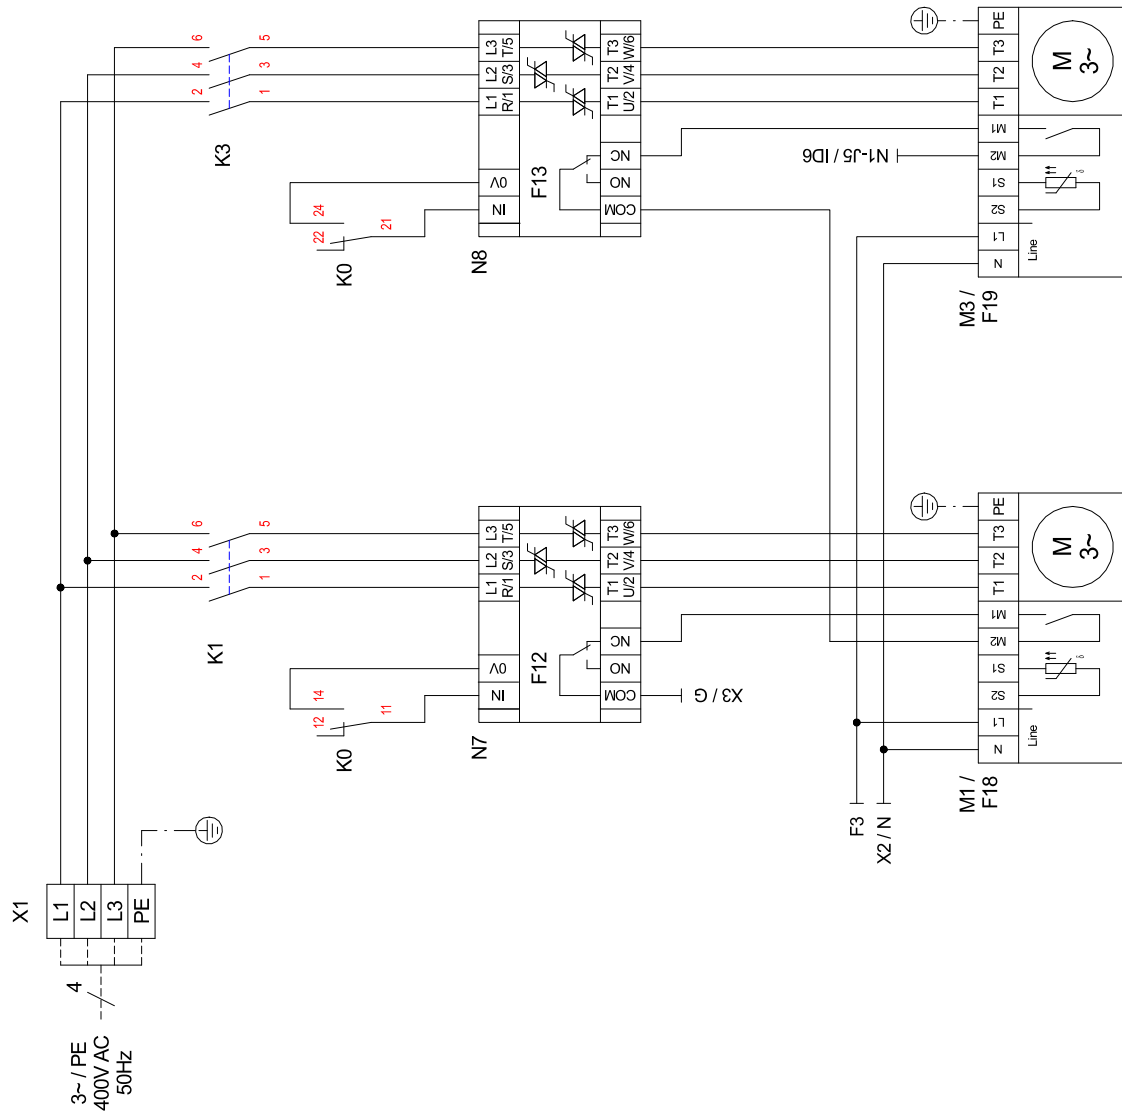 3~ / PE
400V AC
50Hz
4
X1
L1
L2
L3
PE
K1
2 4 6
1 3 5
K3
2 4 6
1 3 5
K0
12 14
11
K0
22 24
21
N7
IN 0V L1 L2 L3
R/1 S/3 T/5
F12
COM NO NC T1 T2 T3
U/2 V/4 W/6
X3 / G
N8
IN 0V L1 L2 L3
R/1 S/3 T/5
F13
COM NO NC T1 T2 T3
U/2 V/4 W/6
N1-J5 / ID6
F3
X2 / N
M1 /
F18
N L1 S2 S1 M2 M1 T1 T2 T3 PE
Line
ϑ
M
3~
M3 /
F19
N L1 S2 S1 M2 M1 T1 T2 T3 PE
Line
ϑ
M
3~